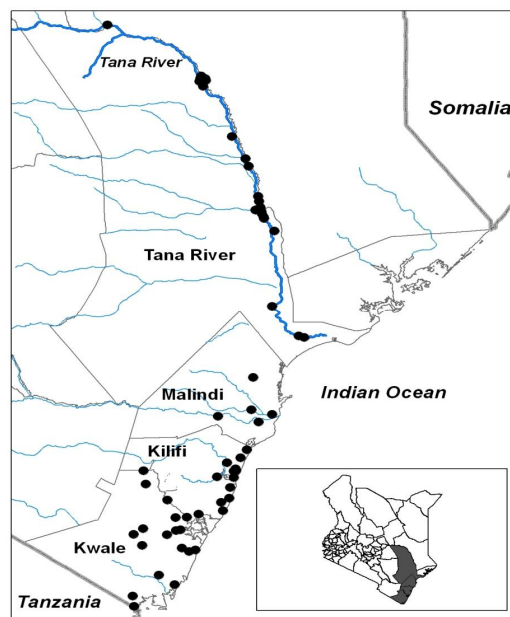 Tana River
Somalia
Tana River
Malindi
Indian Ocean
Kilifi
Kwale
Tanzania